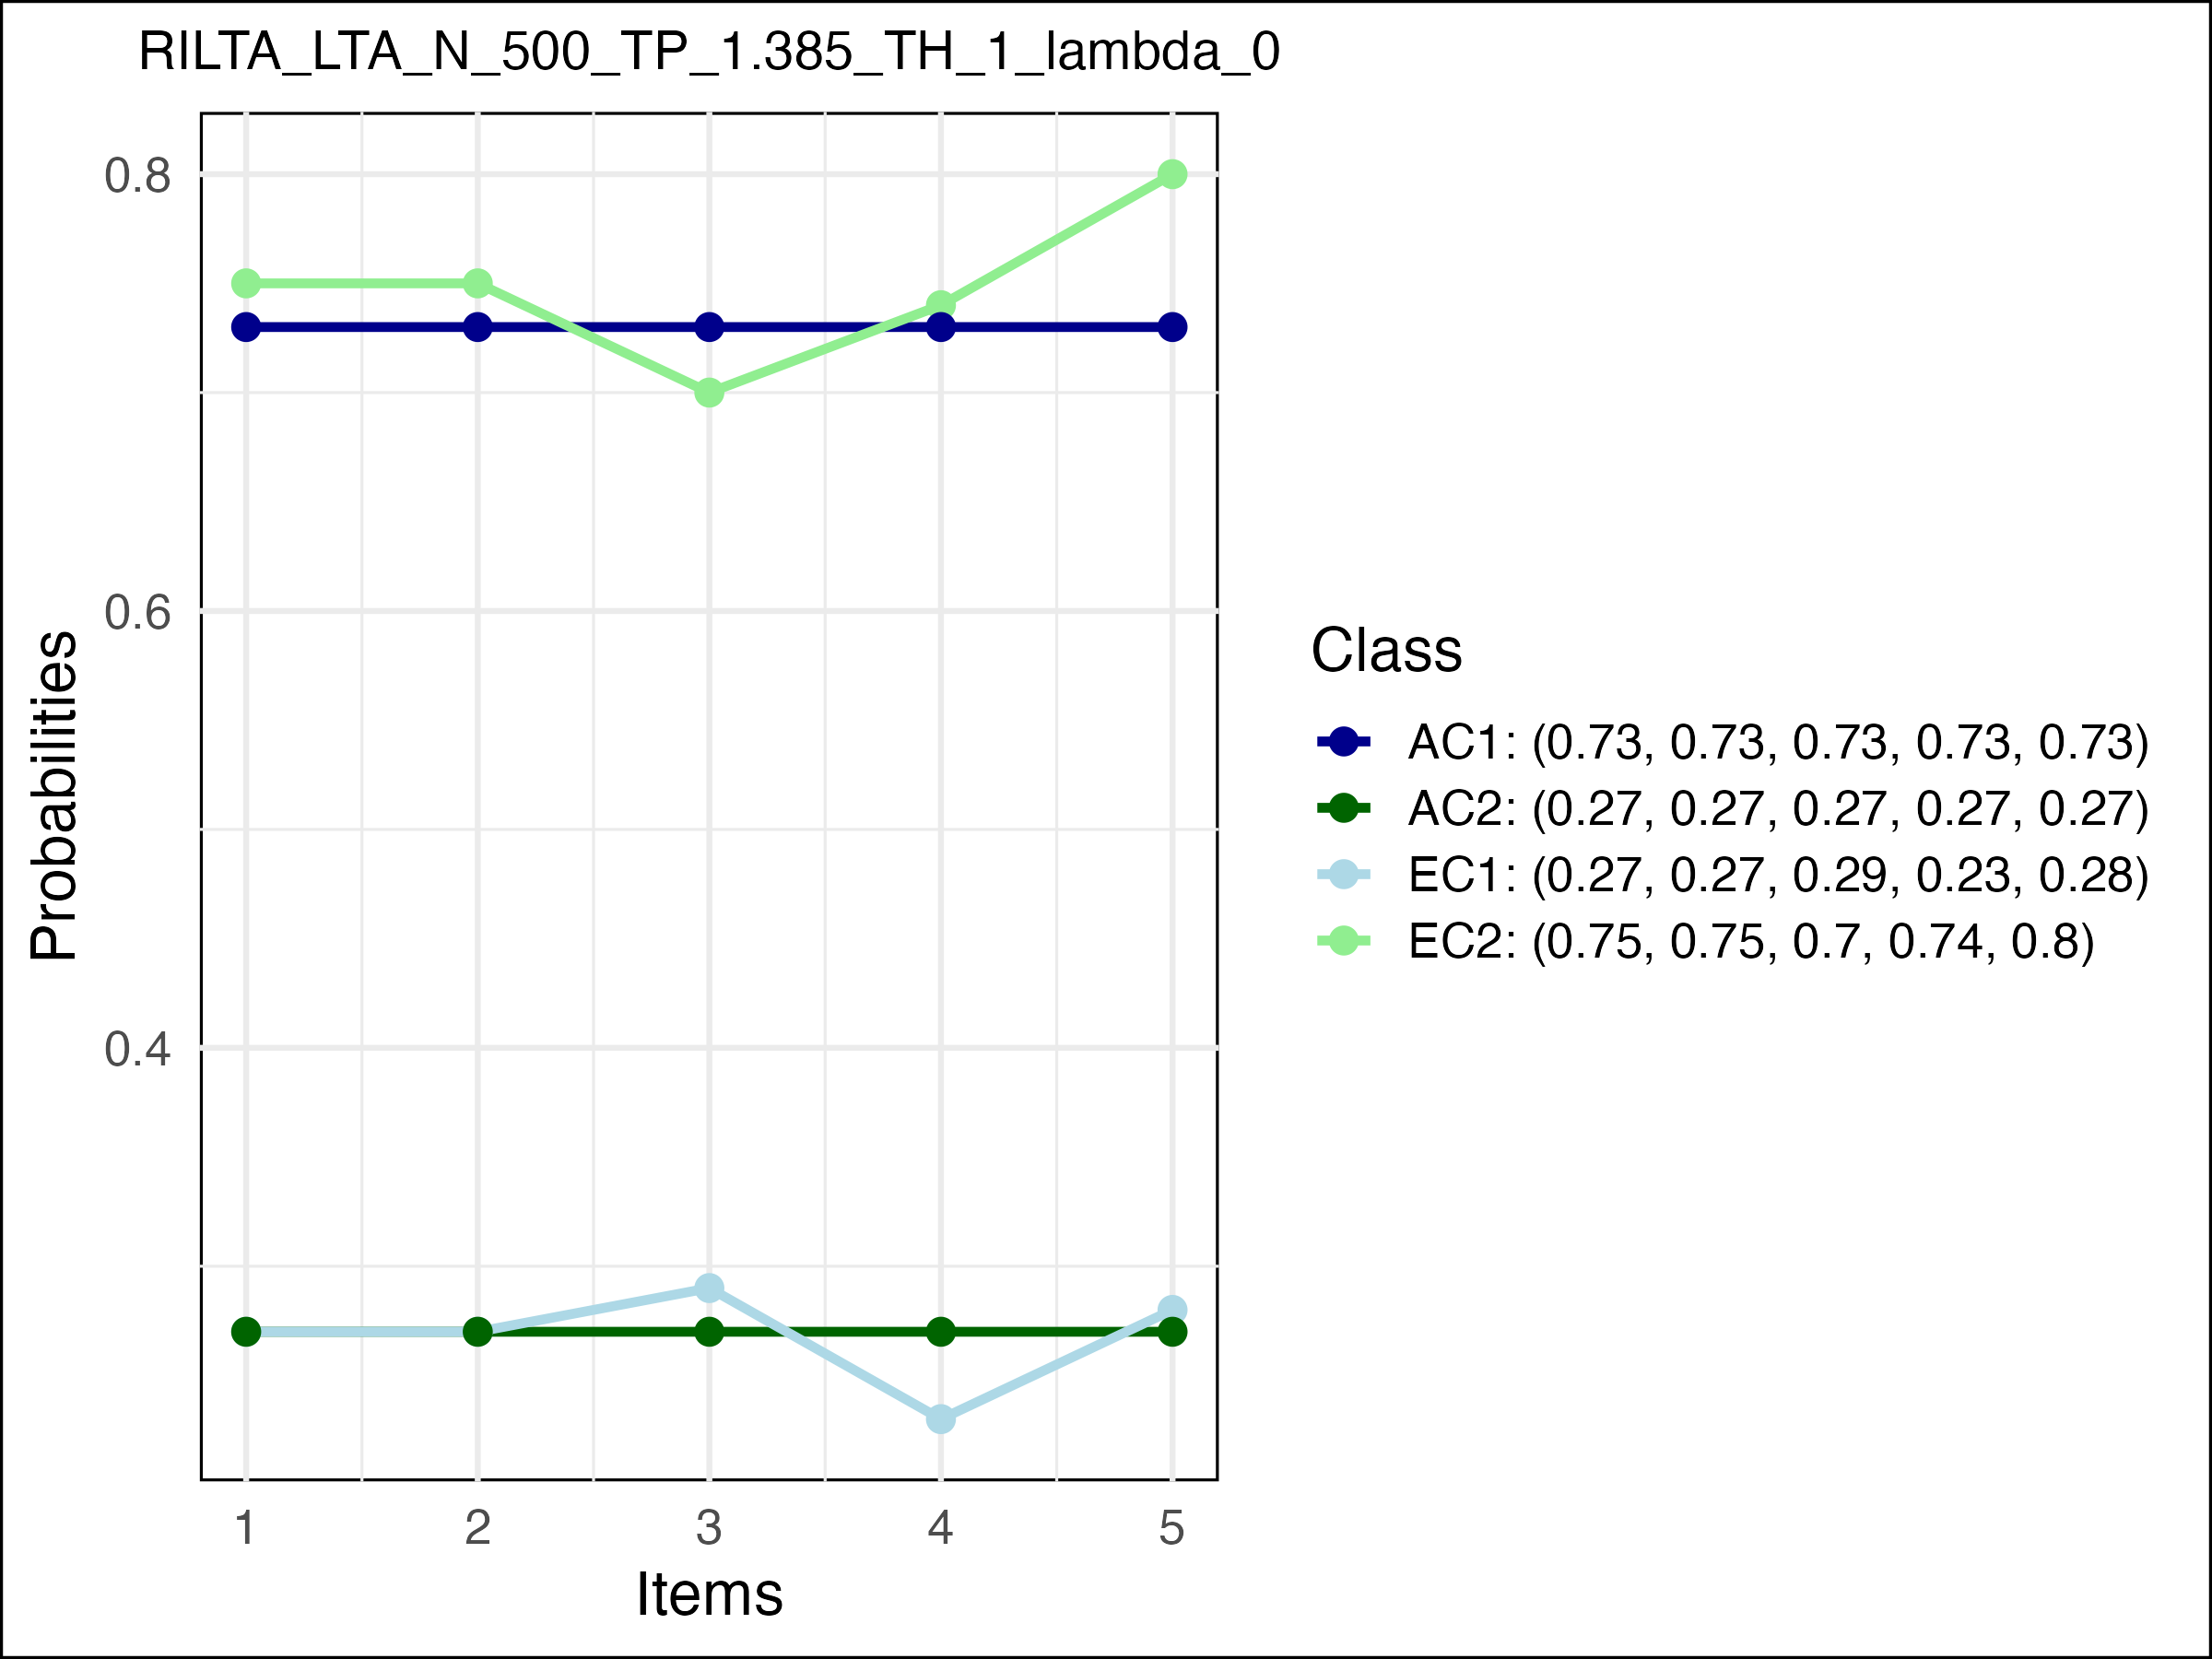 RILTA_LTA_N_500_TP_1.385_TH_1_lambda_0
0.8
0.6
0.4
Probabilities
1 2 3 4 5
Items
Class
AC1: (0.73, 0.73, 0.73, 0.73, 0.73)
AC2: (0.27, 0.27, 0.27, 0.27, 0.27)
EC1: (0.27, 0.27, 0.29, 0.23, 0.28)
EC2: (0.75, 0.75, 0.7, 0.74, 0.8)